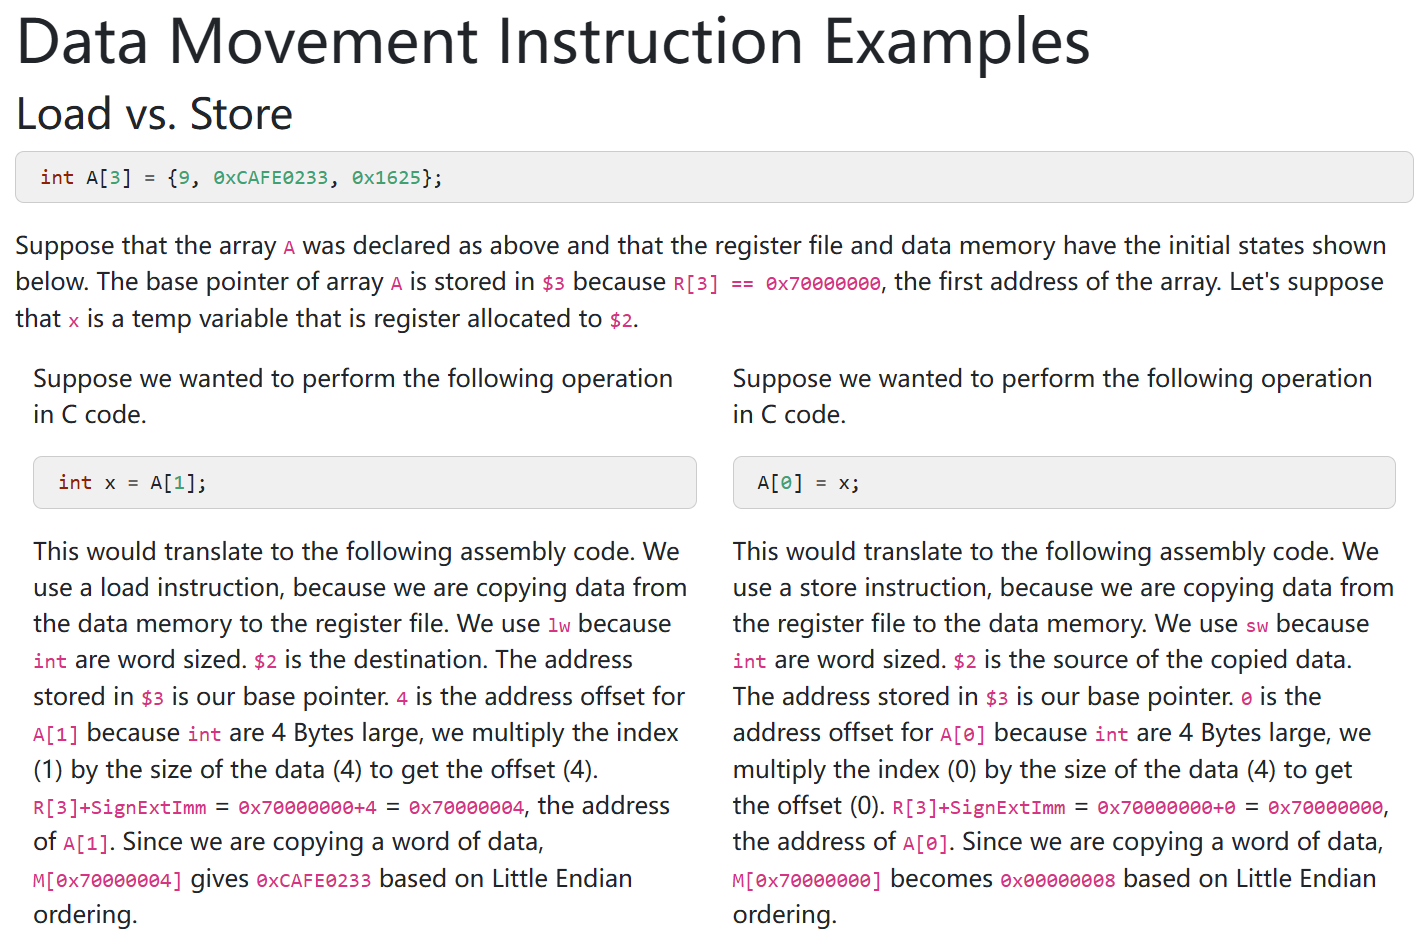 Data Movement Instruction Examples
Load vs. Store
int A[3] = {9, 0xCAFE0233, 0x1625};
Suppose that the array A was declared as above and that the register file and data memory have the initial states shown
below. The base pointer of array A is stored in $3 because R[3] == 0x70000000, the first address of the array. Let's suppose
that x is a temp variable that is register allocated to $2.
Suppose we wanted to perform the following operation
in C code.
int x = A[1];
This would translate to the following assembly code. We
use a load instruction, because we are copying data from
the data memory to the register file. We use lw because
int are word sized. $2 is the destination. The address
stored in $3 is our base pointer. 4 is the address offset for
A[1] because int are 4 Bytes large, we multiply the index
(1) by the size of the data (4) to get the offset (4).
R[3]+SignExtImm = 0x70000000+4 = 0x70000004, the address
of A[1]. Since we are copying a word of data,
M[0x70000004] gives 0xCAFE0233 based on Little Endian
ordering.
Suppose we wanted to perform the following operation
in C code.
A[0] = x;
This would translate to the following assembly code. We
use a store instruction, because we are copying data from
the register file to the data memory. We use sw because
int are word sized. $2 is the source of the copied data.
The address stored in $3 is our base pointer. 0 is the
address offset for A[0] because int are 4 Bytes large, we
multiply the index (0) by the size of the data (4) to get
the offset (0). R[3]+SignExtImm = 0x70000000+0 = 0x70000000,
the address of A[0]. Since we are copying a word of data,
M[0x70000000] becomes 0x00000008 based on Little Endian
ordering.